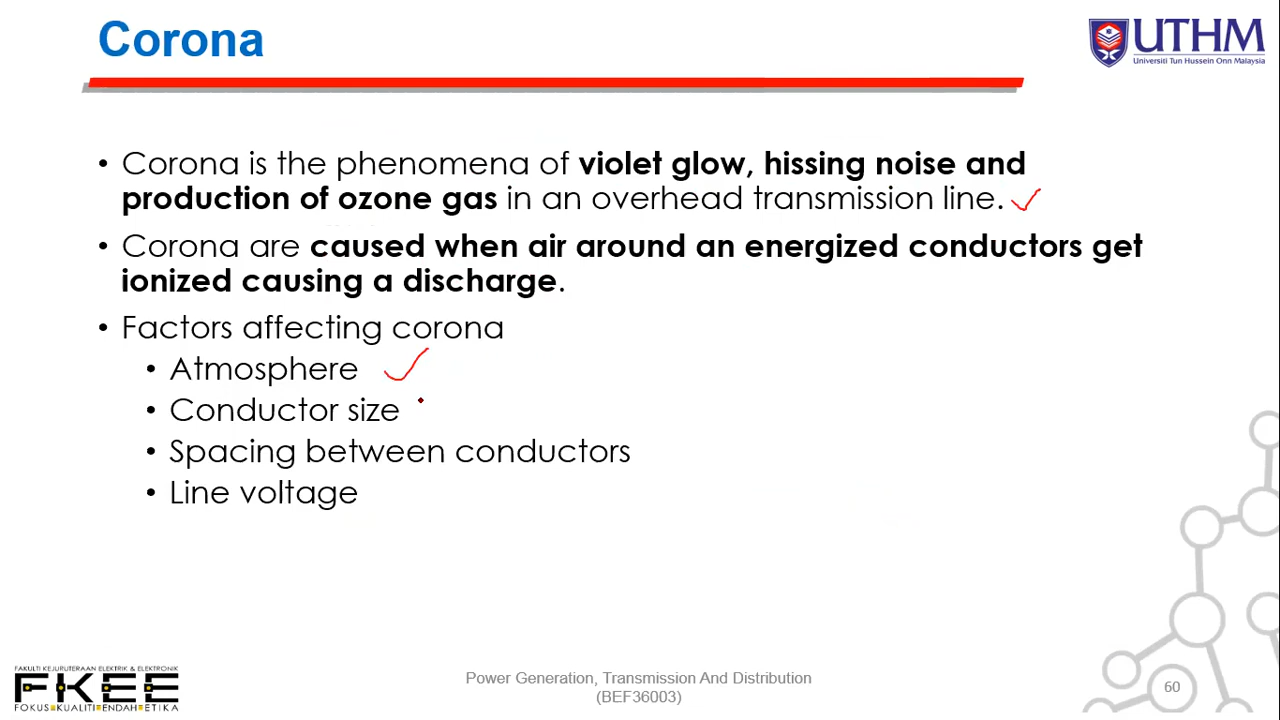 Corona
UTHM
Universiti Tun Hussein Onn Malaysia
• Corona is the phenomena of violet glow, hissing noise and
production of ozone gas in an overhead transmission line.
• Corona are caused when air around an energized conductors get
ionized causing a discharge.
• Factors affecting corona
• Atmosphere
• Conductor size
• Spacing between conductors
• Line voltage
FAKULTI KEJURUTERAAN ELEKTRIK & ELEKTRONIK
FKEE
FOKUS KUALITI ENDAH ETIKA
Power Generation, Transmission And Distribution
(BEF36003)
60